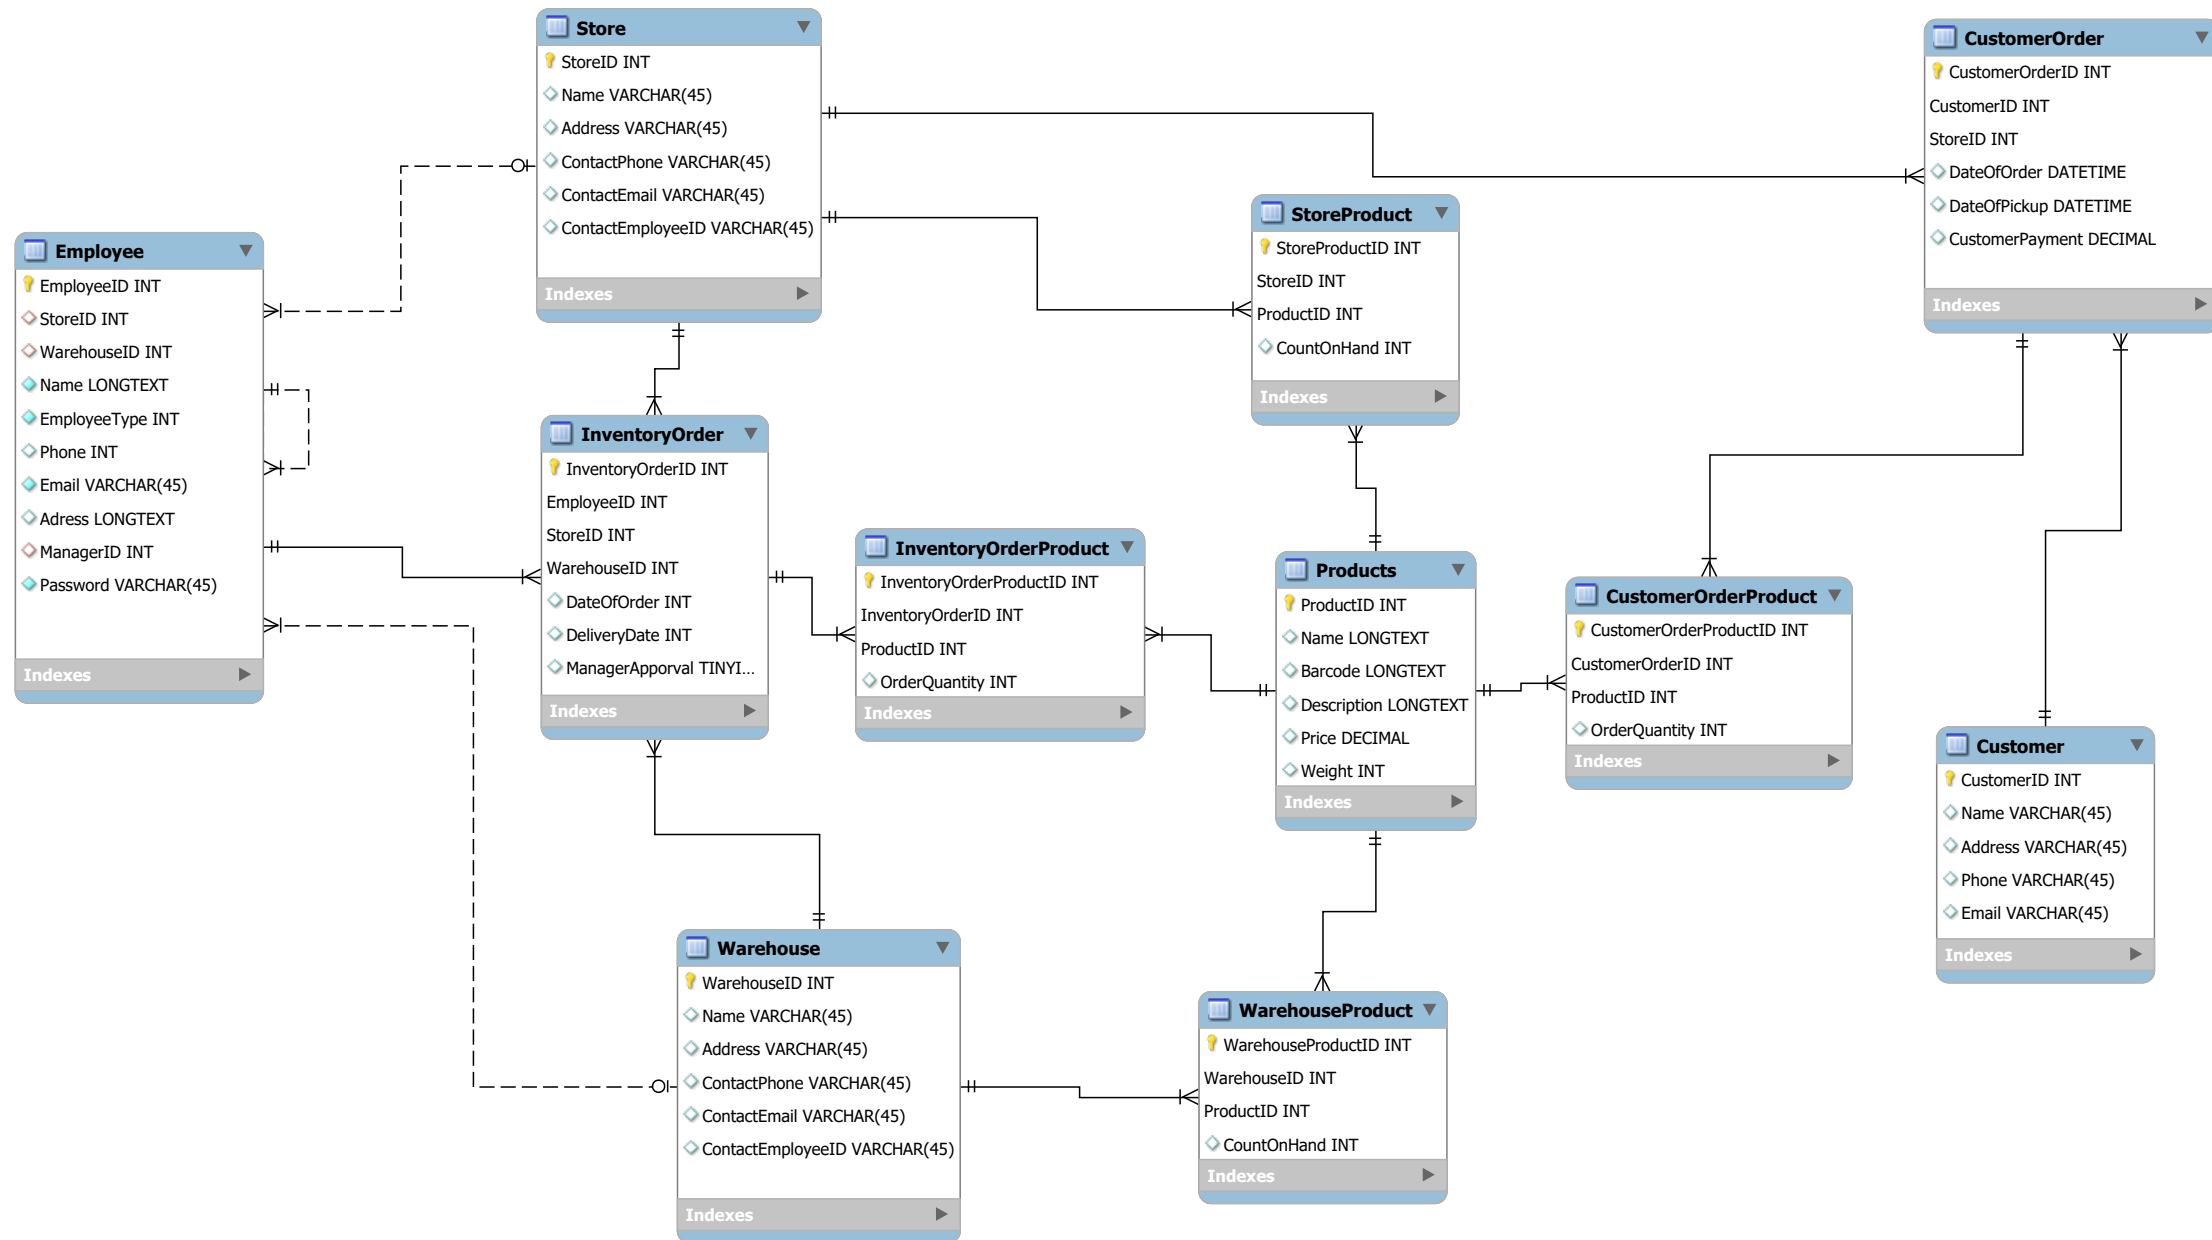 Store
StoreID INT
Name VARCHAR(45)
Address VARCHAR(45)
ContactPhone VARCHAR(45)
ContactEmail VARCHAR(45)
ContactEmployeeID VARCHAR(45)
Indexes
CustomerOrder
CustomerOrderID INT
CustomerID INT
StoreID INT
DateOfOrder DATETIME
DateOfPickup DATETIME
CustomerPayment DECIMAL
Indexes
StoreProduct
StoreProductID INT
StoreID INT
ProductID INT
CountOnHand INT
Indexes
Employee
EmployeeID INT
StoreID INT
WarehouseID INT
Name LONGTEXT
EmployeeType INT
Phone INT
Email VARCHAR(45)
Adress LONGTEXT
ManagerID INT
Password VARCHAR(45)
Indexes
InventoryOrder
InventoryOrderID INT
EmployeeID INT
StoreID INT
WarehouseID INT
DateOfOrder INT
DeliveryDate INT
ManagerApporval TINYI...
Indexes
InventoryOrderProduct
InventoryOrderProductID INT
InventoryOrderID INT
ProductID INT
OrderQuantity INT
Indexes
Products
ProductID INT
Name LONGTEXT
Barcode LONGTEXT
Description LONGTEXT
Price DECIMAL
Weight INT
Indexes
CustomerOrderProduct
CustomerOrderProductID INT
CustomerOrderID INT
ProductID INT
OrderQuantity INT
Indexes
Customer
CustomerID INT
Name VARCHAR(45)
Address VARCHAR(45)
Phone VARCHAR(45)
Email VARCHAR(45)
Indexes
Warehouse
WarehouseID INT
Name VARCHAR(45)
Address VARCHAR(45)
ContactPhone VARCHAR(45)
ContactEmail VARCHAR(45)
ContactEmployeeID VARCHAR(45)
Indexes
WarehouseProduct
WarehouseProductID INT
WarehouseID INT
ProductID INT
CountOnHand INT
Indexes